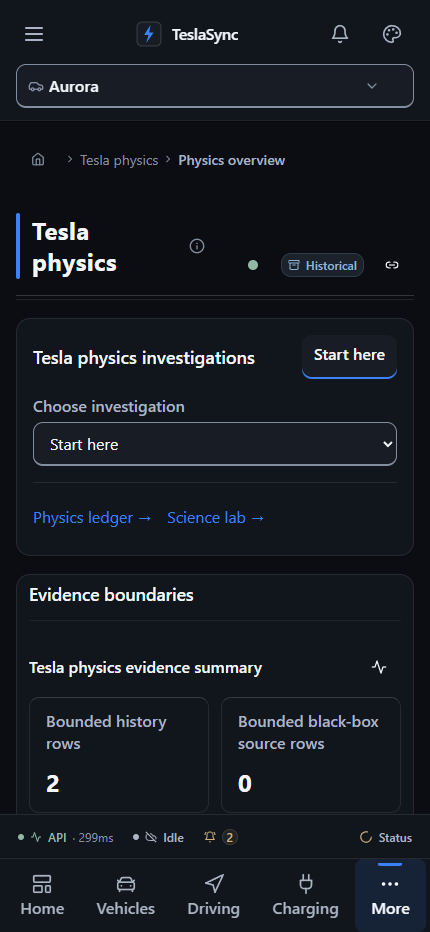 TeslaSync
Aurora
Tesla physics Physics overview
Tesla
physics
Historical
Tesla physics investigations
Start here
Choose investigation
Start here
Physics ledger → Science lab →
Evidence boundaries
Tesla physics evidence summary
Bounded history
rows
2
Bounded black-box
source rows
0
API · 299ms Idle 2 Status
Home Vehicles Driving Charging More